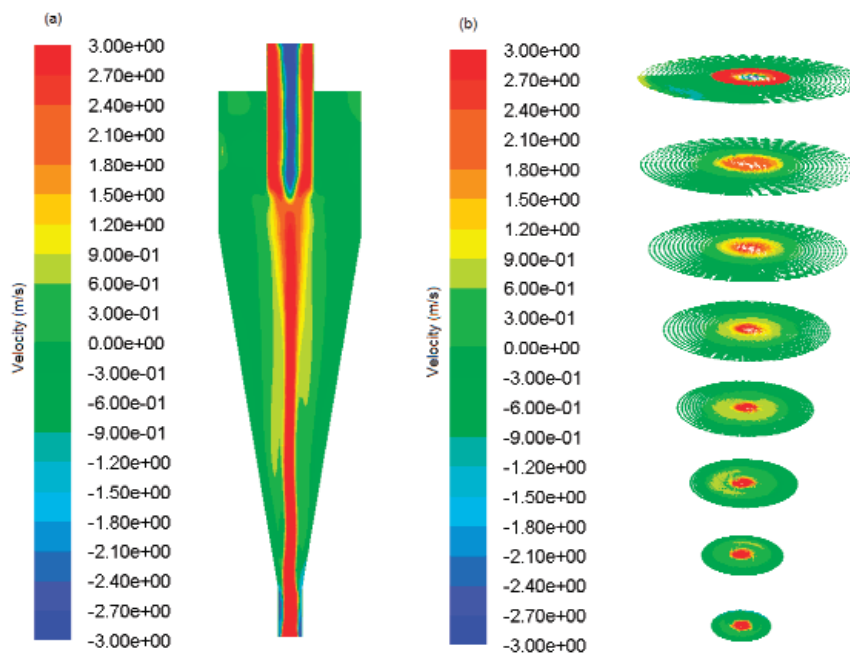 (a)
3.00e+00
2.70e+00
2.40e+00
2.10e+00
1.80e+00
1.50e+00
1.20e+00
9.00e-01
6.00e-01
3.00e-01
0.00e+00
-3.00e-01
-6.00e-01
-9.00e-01
-1.20e+00
-1.50e+00
-1.80e+00
-2.10e+00
-2.40e+00
-2.70e+00
-3.00e+00
Velocity (m/s)
(b)
3.00e+00
2.70e+00
2.40e+00
2.10e+00
1.80e+00
1.50e+00
1.20e+00
9.00e-01
6.00e-01
3.00e-01
0.00e+00
-3.00e-01
-6.00e-01
-9.00e-01
-1.20e+00
-1.50e+00
-1.80e+00
-2.10e+00
-2.40e+00
-2.70e+00
-3.00e+00
Velocity (m/s)